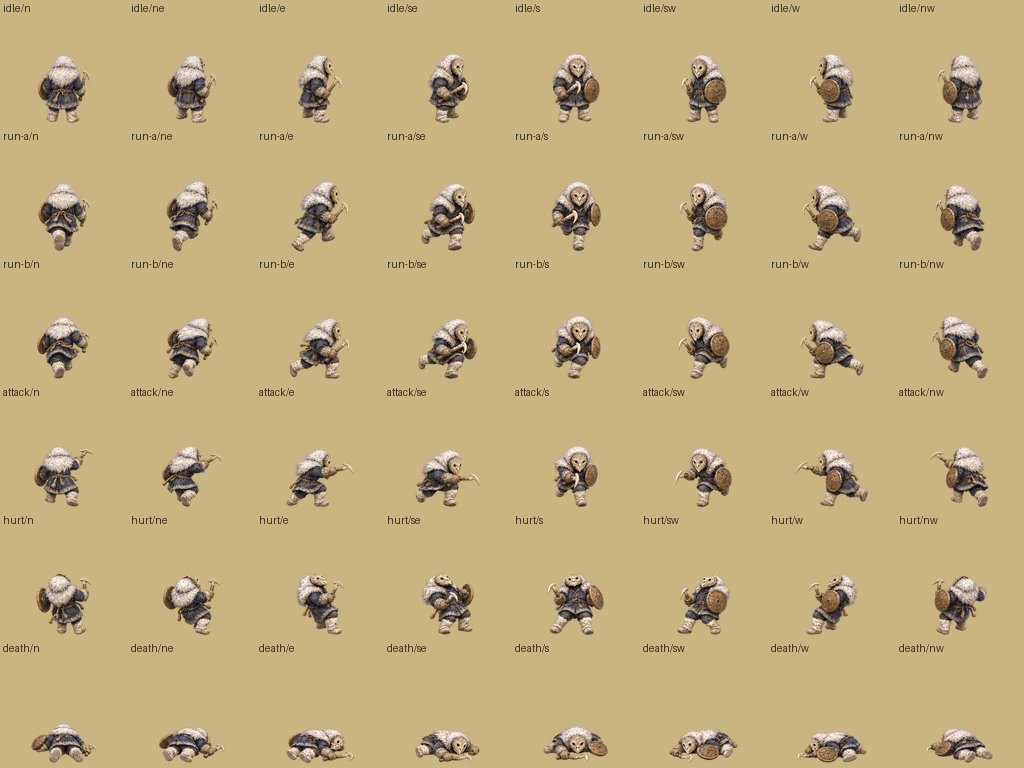 idle/n idle/ne idle/e idle/se idle/s idle/sw idle/w idle/nw
run-a/n run-a/ne run-a/e run-a/se run-a/s run-a/sw run-a/w run-a/nw
run-b/n run-b/ne run-b/e run-b/se run-b/s run-b/sw run-b/w run-b/nw
attack/n attack/ne attack/e attack/se attack/s attack/sw attack/w attack/nw
hurt/n hurt/ne hurt/e hurt/se hurt/s hurt/sw hurt/w hurt/nw
death/n death/ne death/e death/se death/s death/sw death/w death/nw